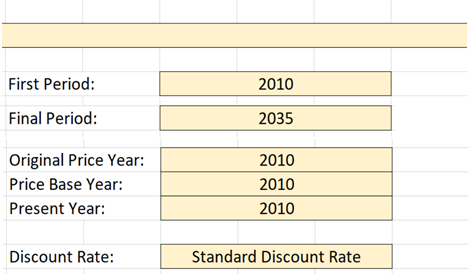 First Period: 2010
Final Period: 2035
Original Price Year: 2010
Price Base Year: 2010
Present Year: 2010
Discount Rate: Standard Discount Rate